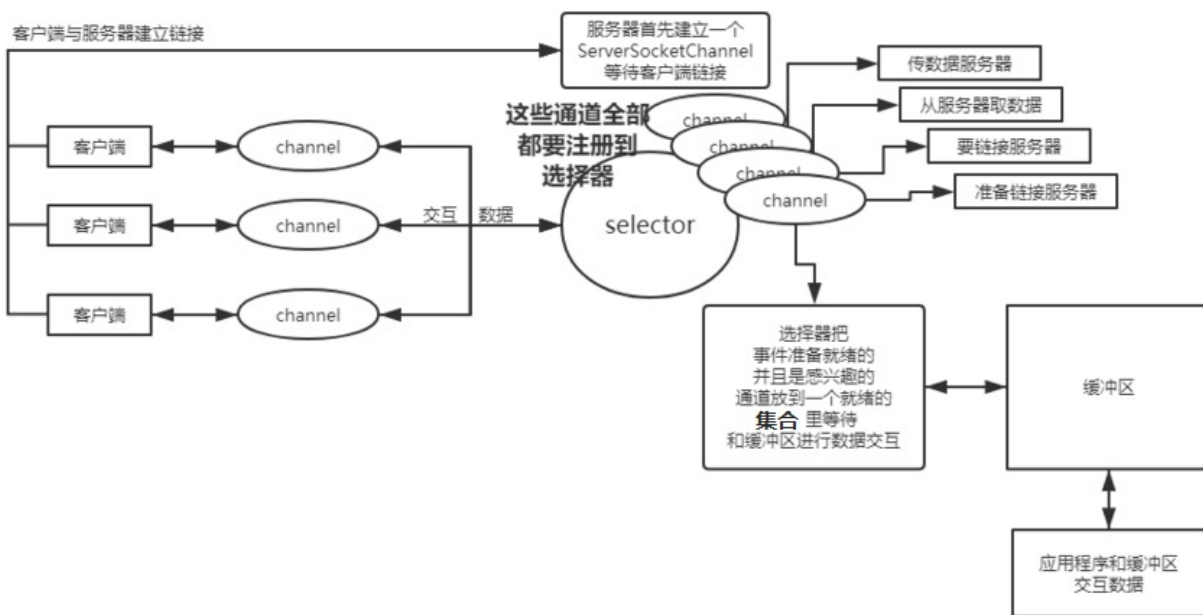 客户端与服务器建立链接
服务器首先建立一个
ServerSocketChannel
等待客户端链接
传数据服务器
从服务器取数据
要链接服务器
准备链接服务器
这些通道全部
都要注册到
选择器
channel
channel
channel
channel
selector
客户端
channel
客户端
channel
交互
数据
客户端
channel
选择器把
事件准备就绪的
并且是感兴趣的
通道放到一个就绪的
集合 里等待
和缓冲区进行数据交互
缓冲区
应用程序和缓冲区
交互数据